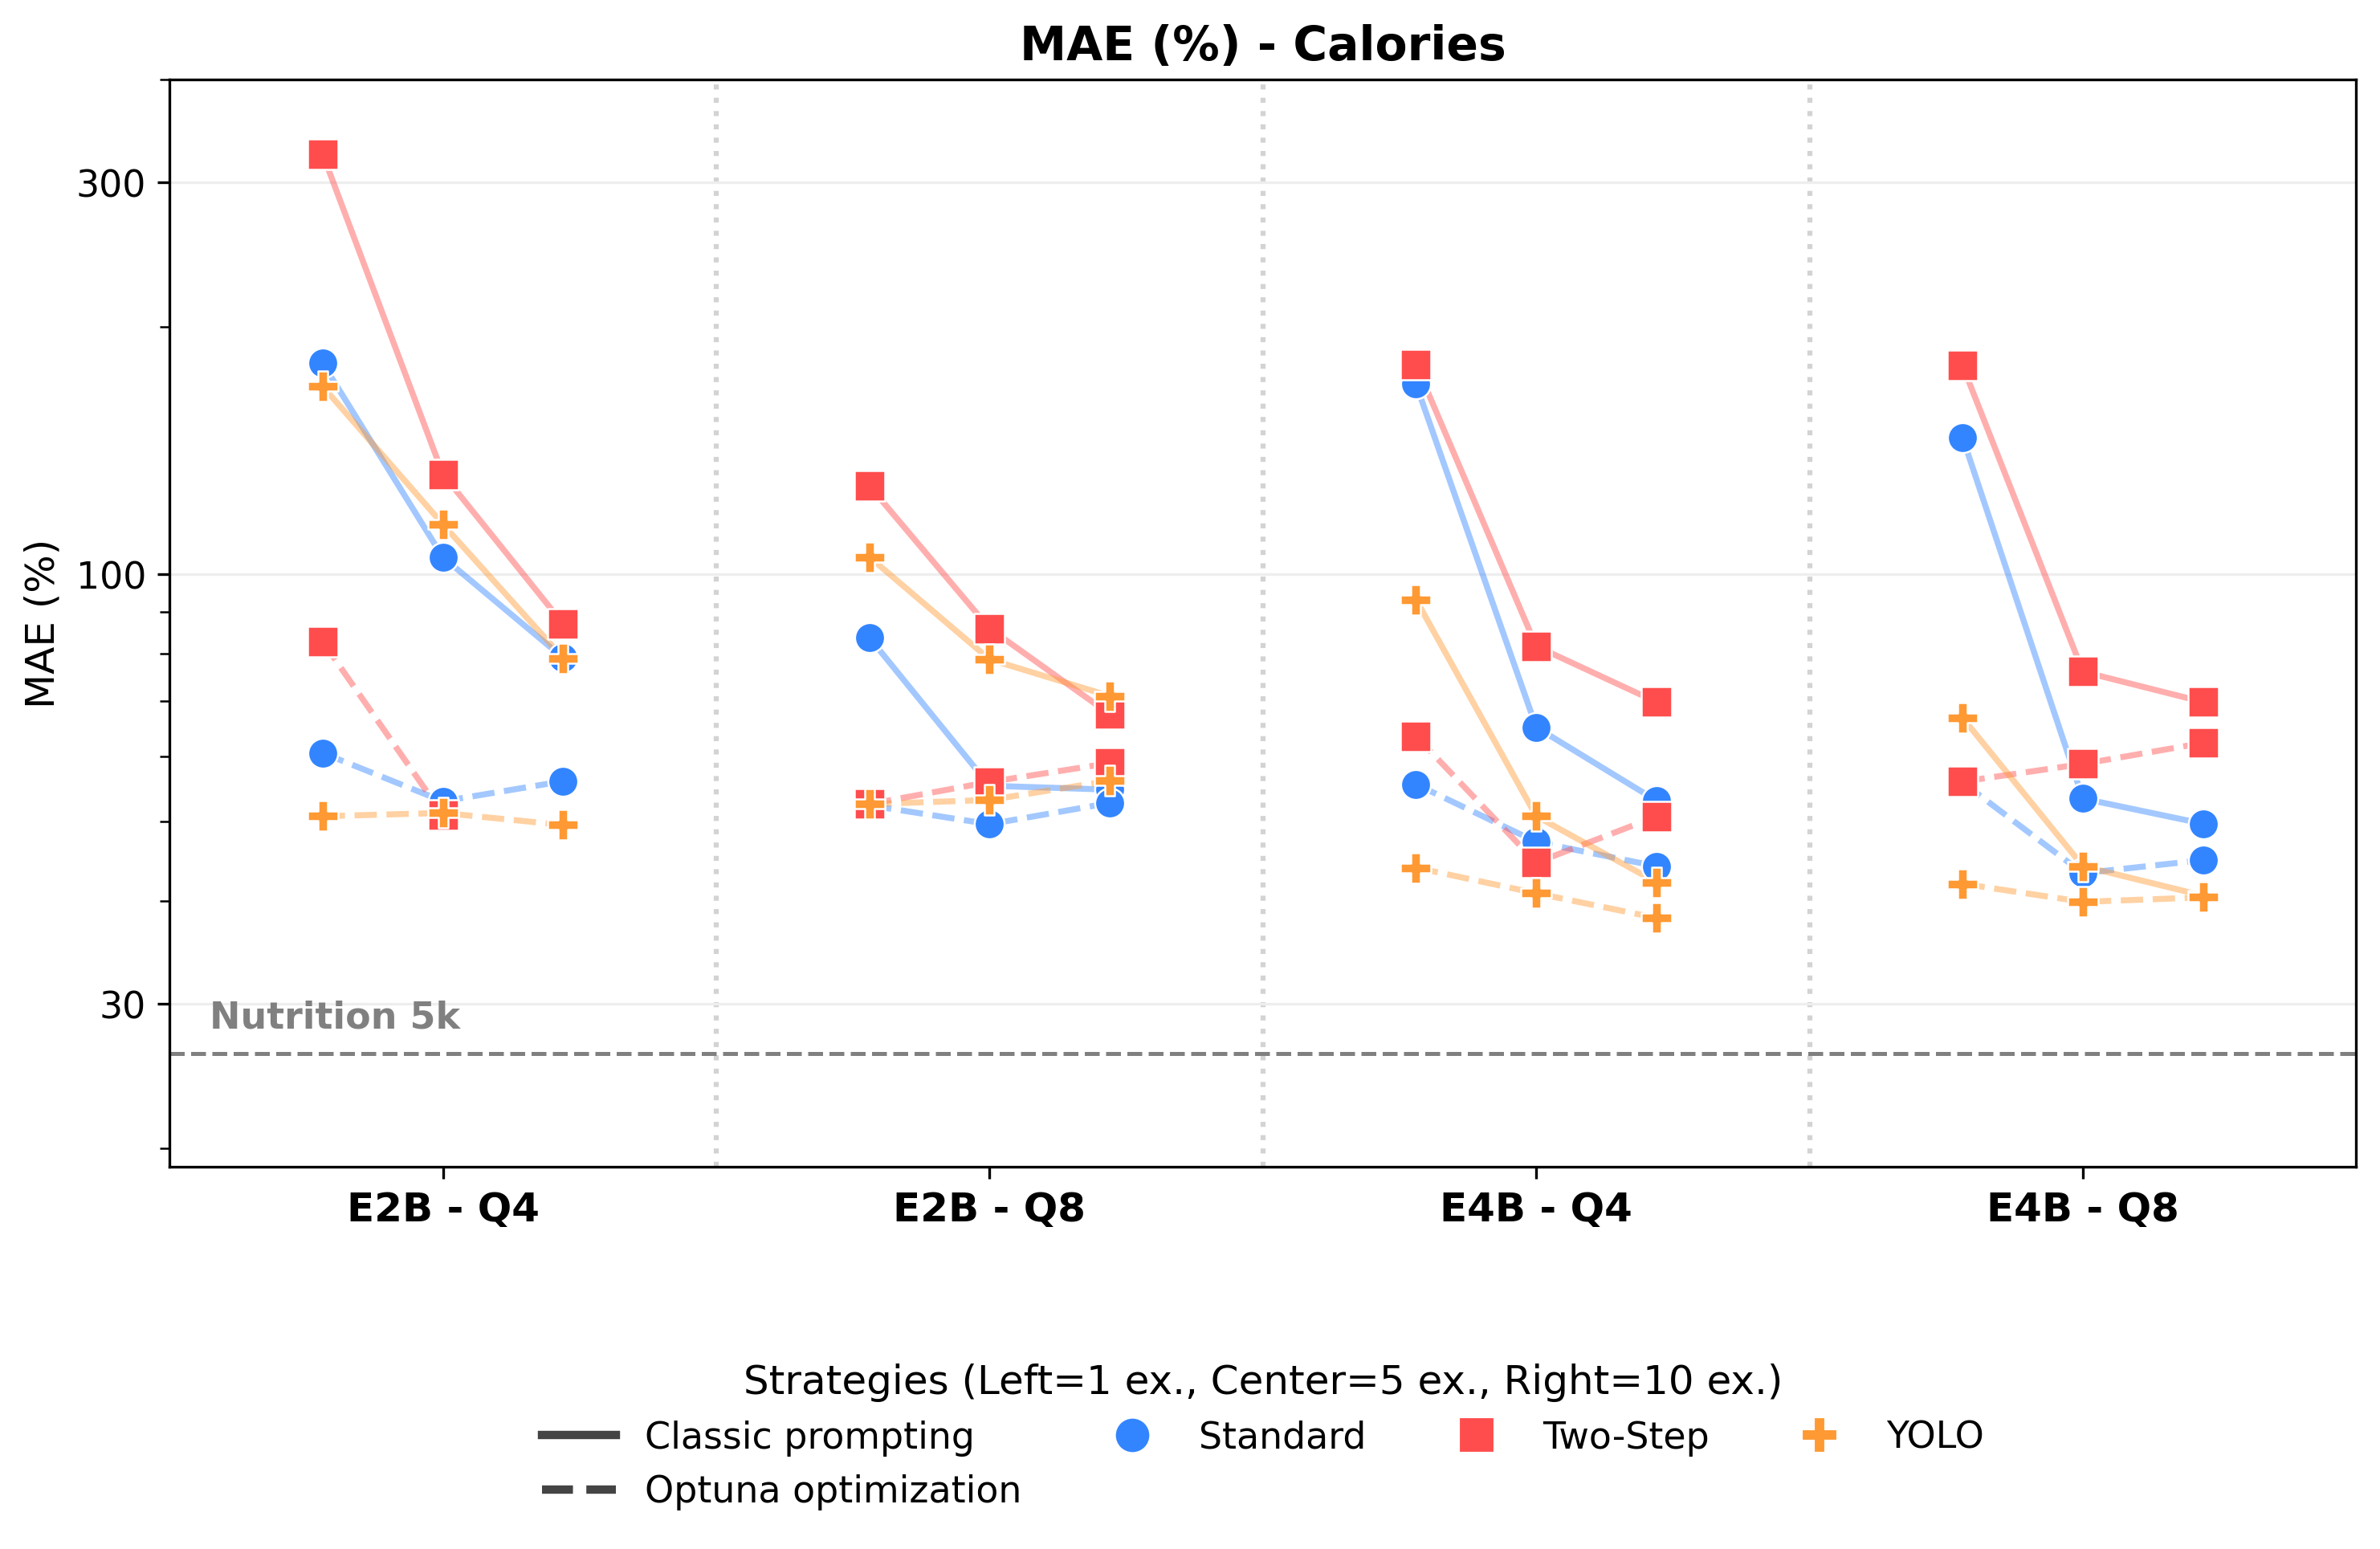 MAE (%) - Calories
MAE (%)
300
100
30
Nutrition 5k
E2B - Q4
E2B - Q8
E4B - Q4
E4B - Q8
Strategies (Left=1 ex., Center=5 ex., Right=10 ex.)
Classic prompting
Optuna optimization
Standard
Two-Step
YOLO